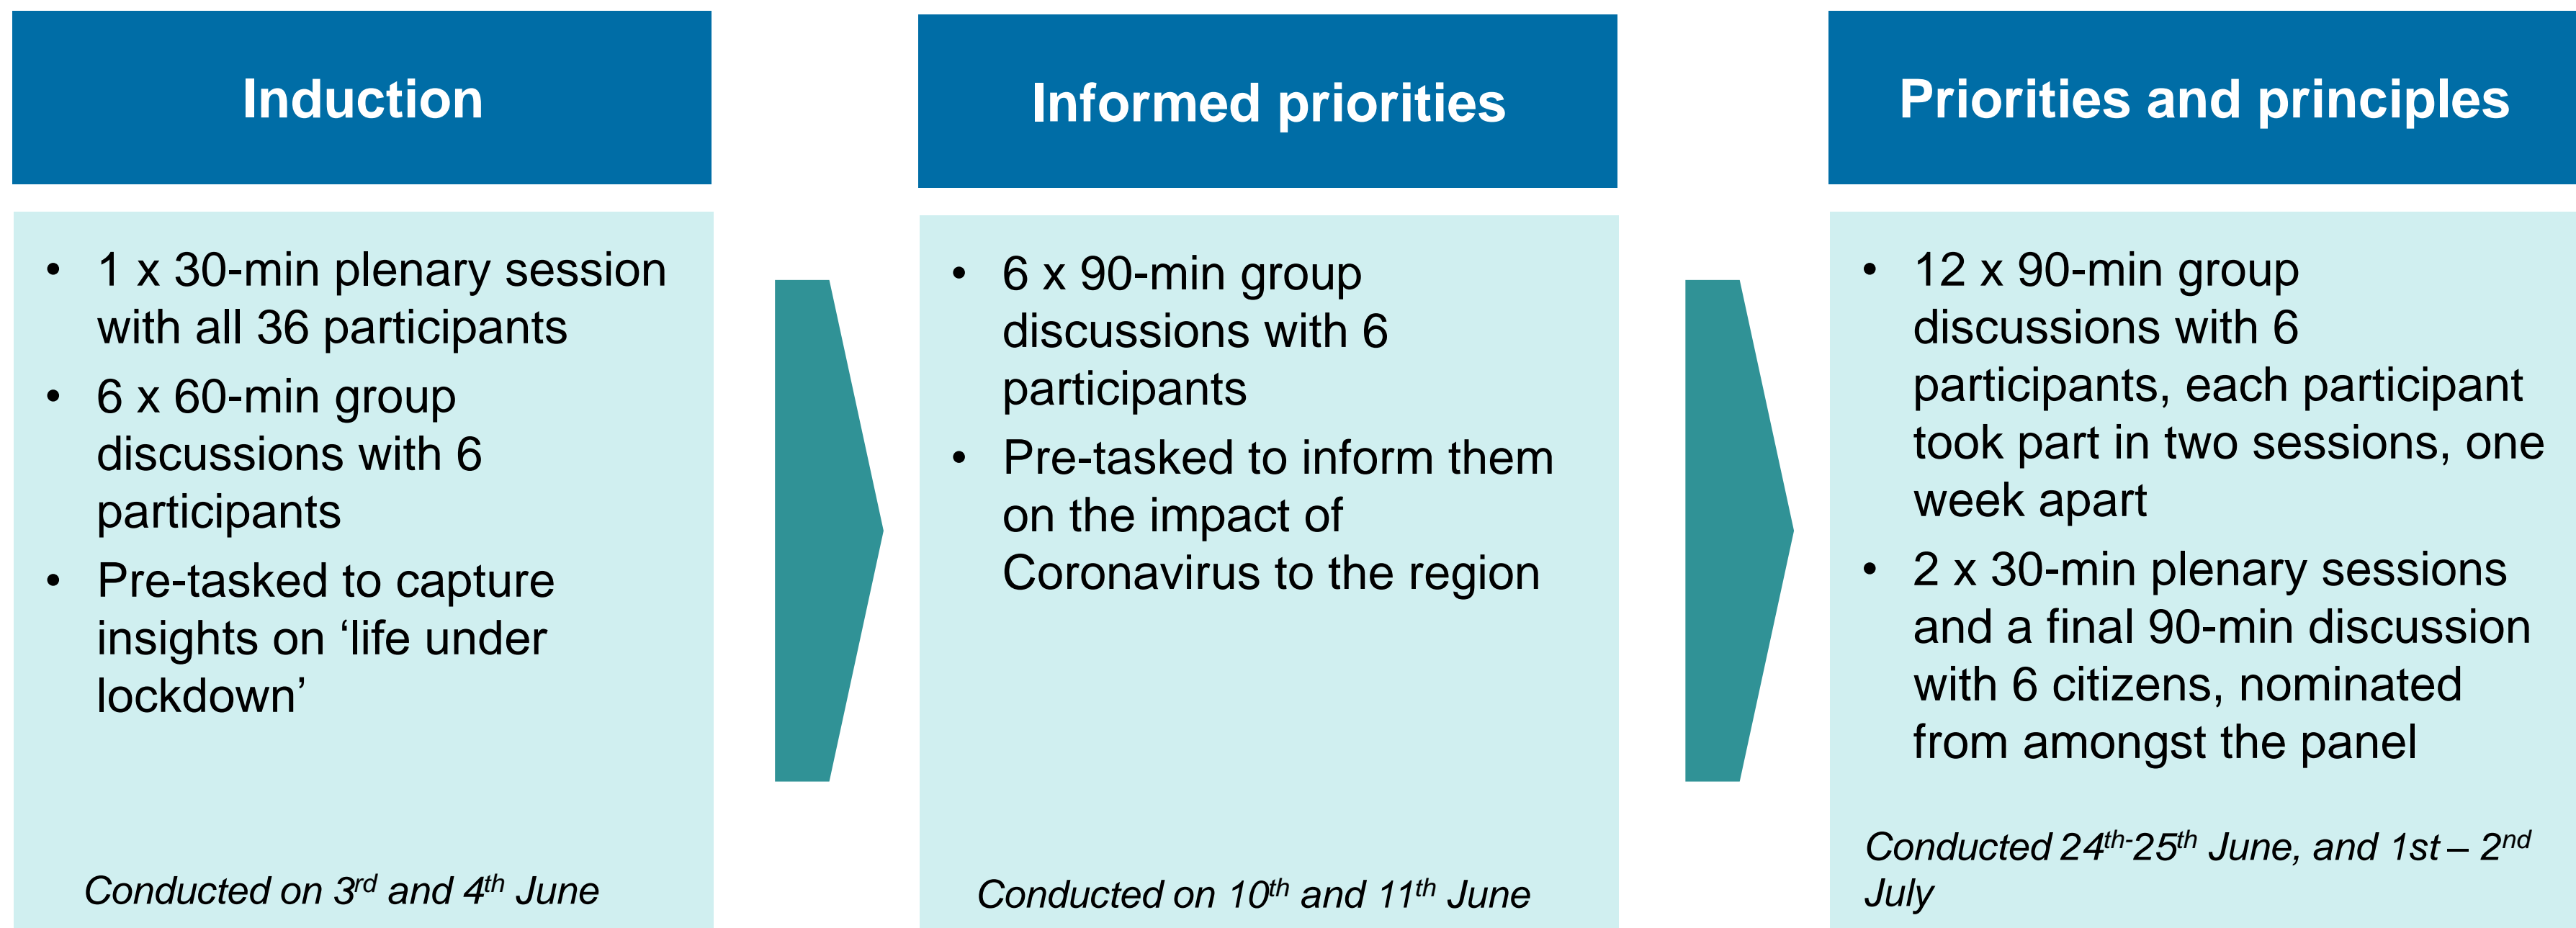 Induction
• 1 x 30-min plenary session
with all 36 participants
• 6 x 60-min group
discussions with 6
participants
• Pre-tasked to capture
insights on ‘life under
lockdown’
Conducted on 3rd and 4th June
Informed priorities
• 6 x 90-min group
discussions with 6
participants
• Pre-tasked to inform them
on the impact of
Coronavirus to the region
Conducted on 10th and 11th June
Priorities and principles
• 12 x 90-min group
discussions with 6
participants, each participant
took part in two sessions, one
week apart
• 2 x 30-min plenary sessions
and a final 90-min discussion
with 6 citizens, nominated
from amongst the panel
Conducted 24th-25th June, and 1st – 2nd
July